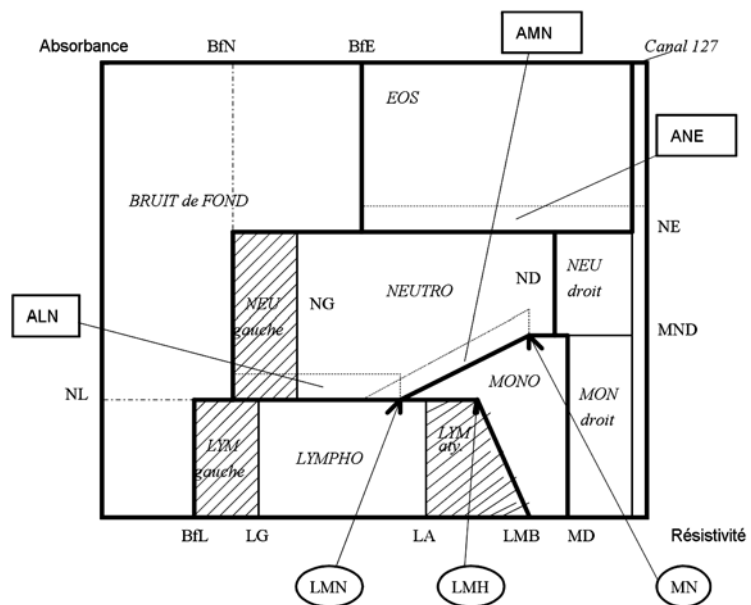 AMN
Absorbance
BfN
BfE
Canal 127
EOS
ANE
BRUIT de FOND
NE
NEU
droit
ND
NEUTRO
NG
NEU
gauche
ALN
MND
NL
MONO
MON
droit
LYM
gauche
LYMPHO
LYM
aty.
BfL
LG
LA
LMB
MD
Résistivité
LMN
LMH
MN